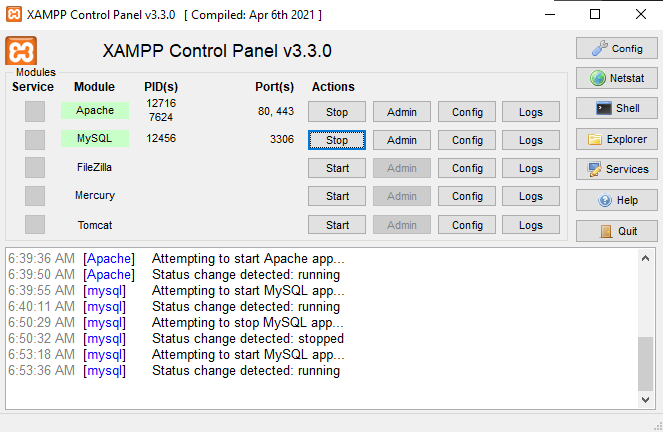 XAMPP Control Panel v3.3.0 [ Compiled: Apr 6th 2021 ]
XAMPP Control Panel v3.3.0
Config
Modules
Service Module PID(s) Port(s) Actions
Netstat
Apache 12716 7624 80, 443 Stop Admin Config Logs
Shell
MySQL 12456 3306 Stop Admin Config Logs
Explorer
FileZilla Start Admin Config Logs
Services
Mercury Start Admin Config Logs
Help
Tomcat Start Admin Config Logs
Quit
6:39:36 AM [Apache] Attempting to start Apache app...
6:39:50 AM [Apache] Status change detected: running
6:39:55 AM [mysql] Attempting to start MySQL app...
6:40:11 AM [mysql] Status change detected: running
6:50:29 AM [mysql] Attempting to stop MySQL app...
6:50:32 AM [mysql] Status change detected: stopped
6:53:18 AM [mysql] Attempting to start MySQL app...
6:53:36 AM [mysql] Status change detected: running